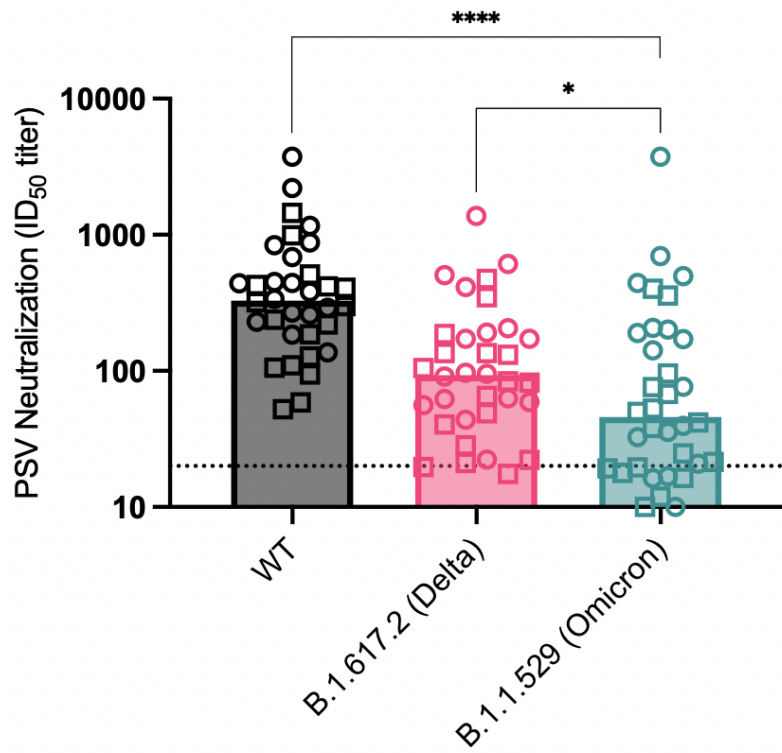 ****
*
PSV Neutralization (ID50 titer)
10000
1000
100
10
WT
B.1.617.2 (Delta)
B.1.1.529 (Omicron)